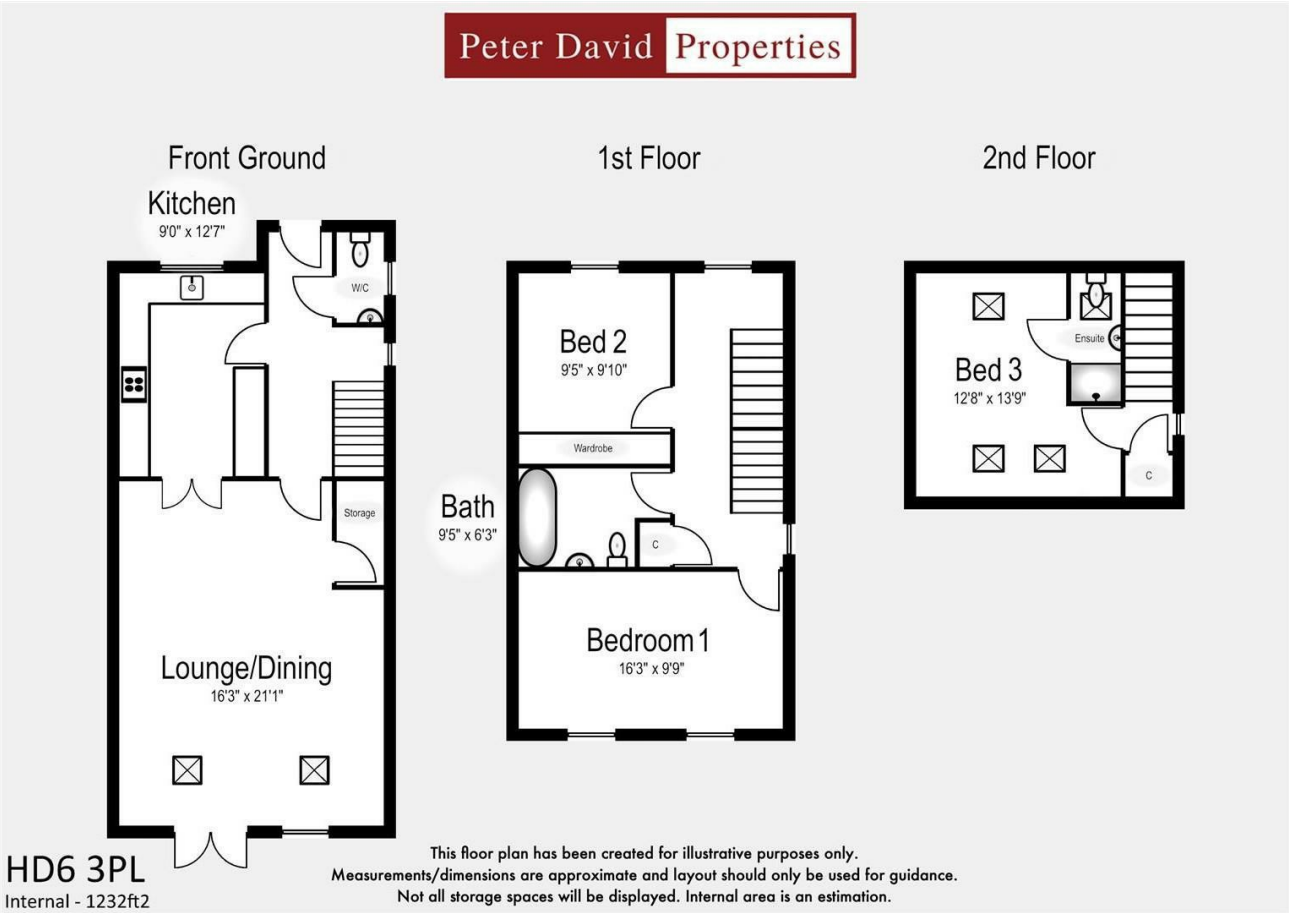 Peter David Properties
Front Ground
1st Floor
2nd Floor
Kitchen
9'0" x 12'7"
W/C
Storage
Lounge/Dining
16'3" x 21'1"
Bed 2
9'5" x 9'10"
Wardrobe
Bath
9'5" x 6'3"
C
Bedroom 1
16'3" x 9'9"
Ensuite
Bed 3
12'8" x 13'9"
C
HD6 3PL
Internal - 1232ft2
This floor plan has been created for illustrative purposes only.
Measurements/dimensions are approximate and layout should only be used for guidance.
Not all storage spaces will be displayed. Internal area is an estimation.